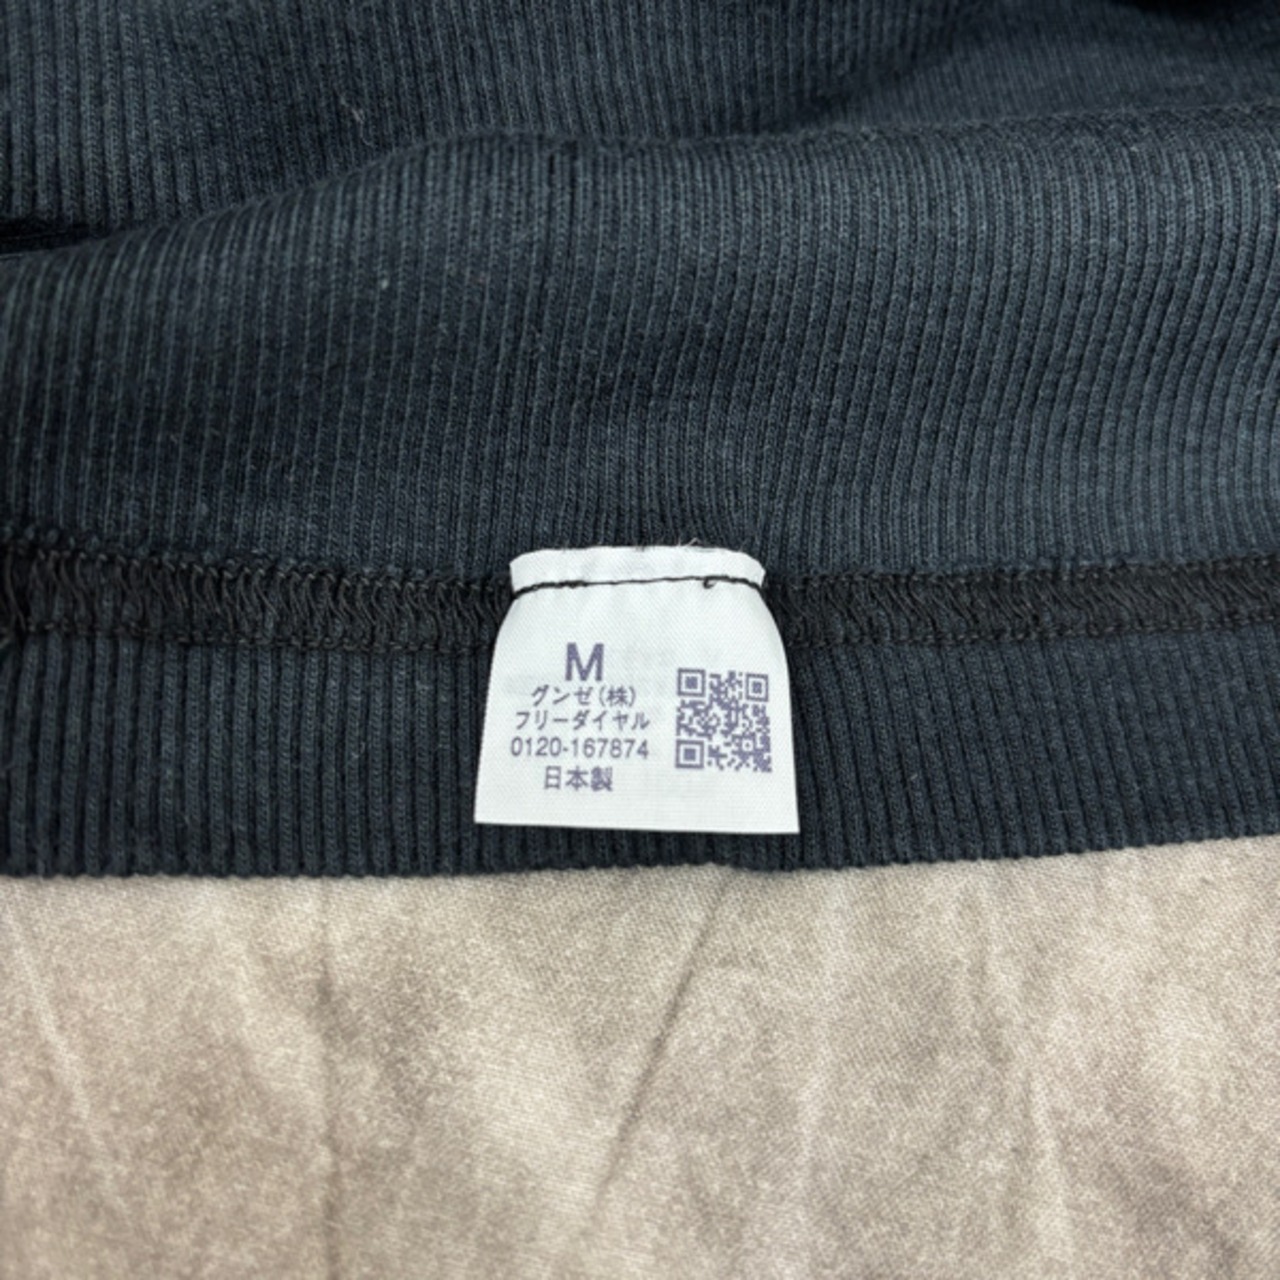 M
グンゼ(株)
フリーダイヤル
0120-167874
日本製